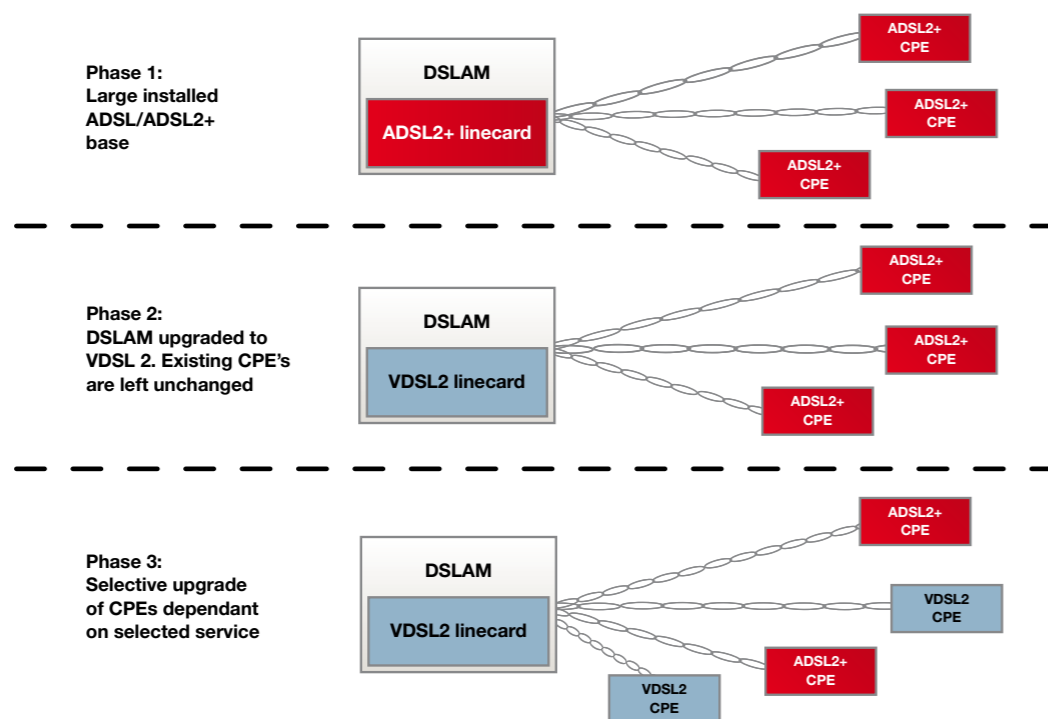 Phase 1:
Large installed
ADSL/ADSL2+
base
DSLAM
ADSL2+ linecard
ADSL2+
CPE
ADSL2+
CPE
ADSL2+
CPE
Phase 2:
DSLAM upgraded to
VDSL 2. Existing CPE's
are left unchanged
DSLAM
VDSL2 linecard
ADSL2+
CPE
ADSL2+
CPE
ADSL2+
CPE
Phase 3:
Selective upgrade
of CPEs dependant
on selected service
DSLAM
VDSL2 linecard
ADSL2+
CPE
VDSL2
CPE
ADSL2+
CPE
VDSL2
CPE